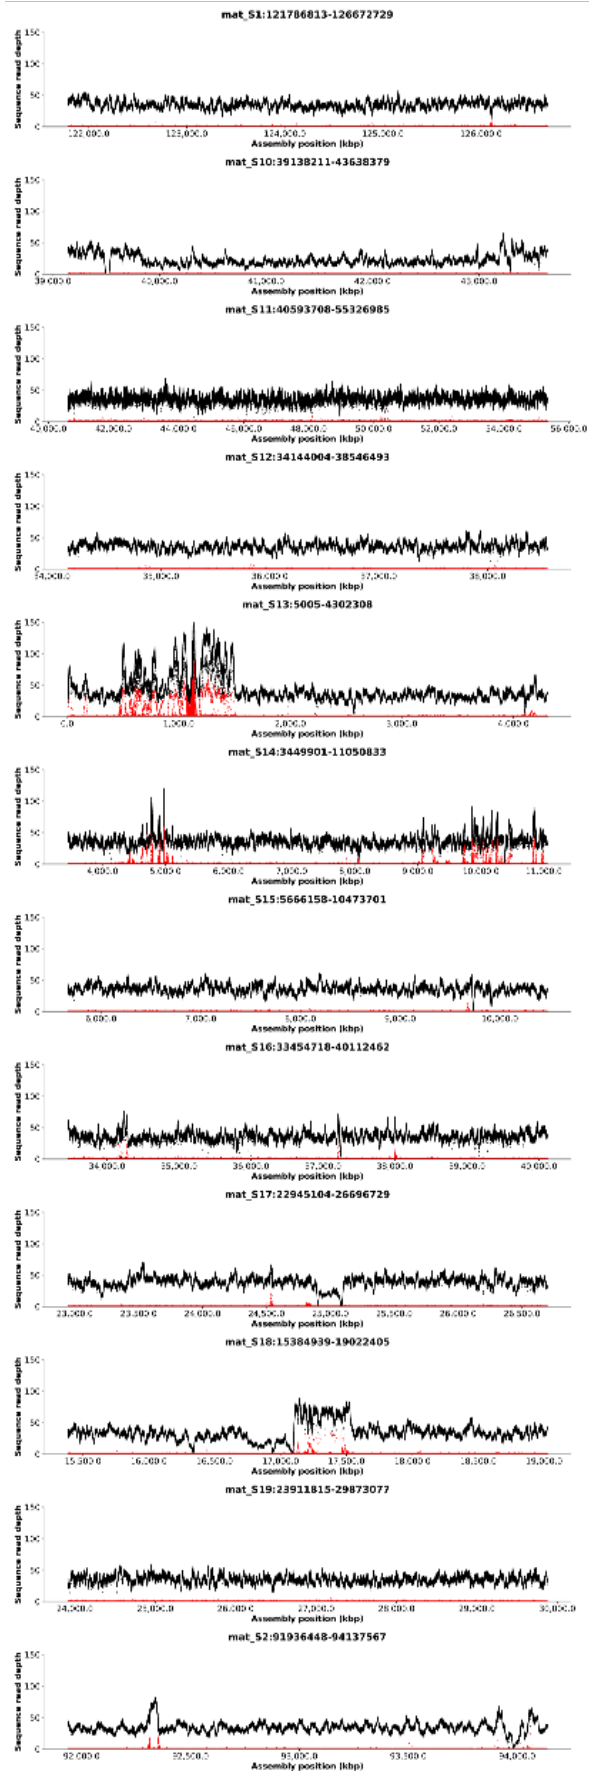 mat_S1:121786813-126672729
150
100
50
0
Sequence read depth
122,000.0 123,000.0 124,000.0 125,000.0 126,000.0
Assembly position (kbp)
mat_S10:39138211-43638379
150
100
50
0
Sequence read depth
39,000.0 40,000.0 41,000.0 42,000.0 43,000.0
Assembly position (kbp)
mat_S11:40593708-55326985
150
100
50
0
Sequence read depth
40,000.0 42,000.0 44,000.0 46,000.0 48,000.0 50,000.0 52,000.0 54,000.0 56,000.0
Assembly position (kbp)
mat_S12:34144004-38546493
150
100
50
0
Sequence read depth
34,000.0 35,000.0 36,000.0 37,000.0 38,000.0
Assembly position (kbp)
mat_S13:5005-4302308
150
100
50
0
Sequence read depth
0.0 1,000.0 2,000.0 3,000.0 4,000.0
Assembly position (kbp)
mat_S14:3449901-11050833
150
100
50
0
Sequence read depth
4,000.0 5,000.0 6,000.0 7,000.0 8,000.0 9,000.0 10,000.0 11,000.0
Assembly position (kbp)
mat_S15:5666158-10473701
150
100
50
0
Sequence read depth
6,000.0 7,000.0 8,000.0 9,000.0 10,000.0
Assembly position (kbp)
mat_S16:33454718-40112462
150
100
50
0
Sequence read depth
34,000.0 35,000.0 36,000.0 37,000.0 38,000.0 39,000.0 40,000.0
Assembly position (kbp)
mat_S17:22945104-26696729
150
100
50
0
Sequence read depth
23,000.0 23,500.0 24,000.0 24,500.0 25,000.0 25,500.0 26,000.0 26,500.0
Assembly position (kbp)
mat_S18:15384939-19022405
150
100
50
0
Sequence read depth
15,500.0 16,000.0 16,500.0 17,000.0 17,500.0 18,000.0 18,500.0 19,000.0
Assembly position (kbp)
mat_S19:23911815-29873077
150
100
50
0
Sequence read depth
24,000.0 25,000.0 26,000.0 27,000.0 28,000.0 29,000.0 30,000.0
Assembly position (kbp)
mat_S2:91936448-94137567
150
100
50
0
Sequence read depth
92,000.0 92,500.0 93,000.0 93,500.0 94,000.0
Assembly position (kbp)